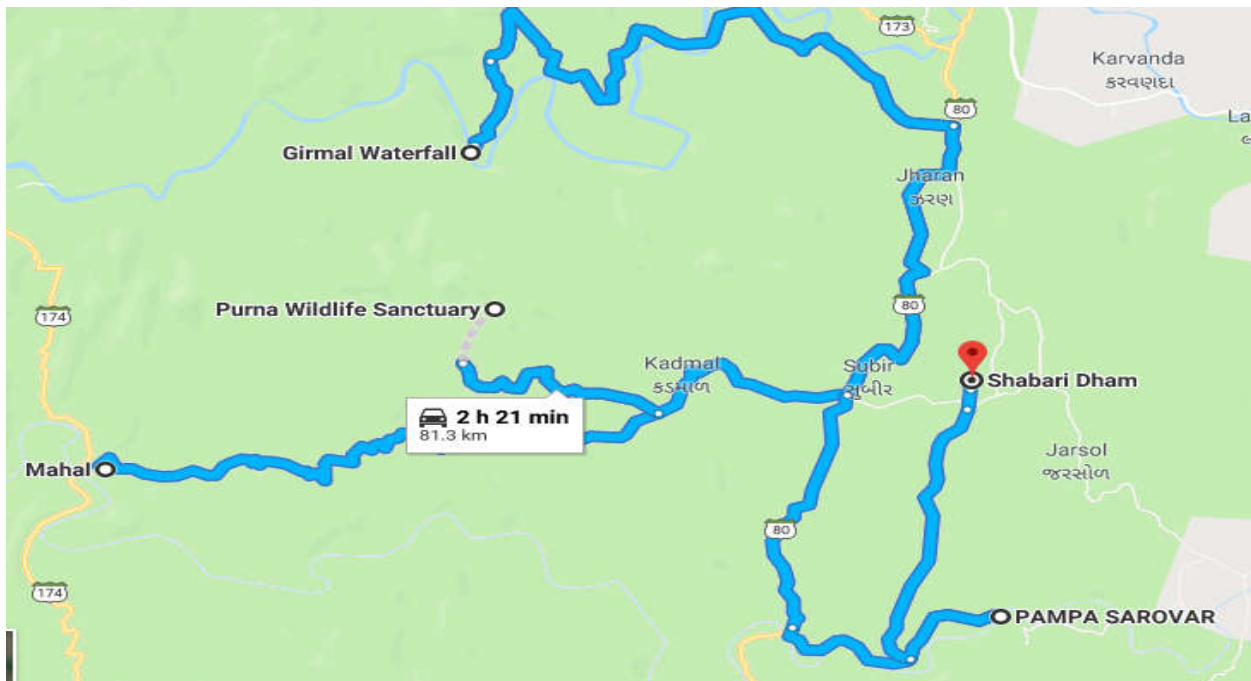 173
Karvanda
કરવણદા
La
80
Girmal Waterfall
Jharan
ઝરણ
Purna Wildlife Sanctuary
174
80
Kadmal
કડમાળ
Subir
સુબીર
Shabari Dham
2 h 21 min
81.3 km
Mahal
Jarsol
જરસોળ
80
174
PAMPA SAROVAR